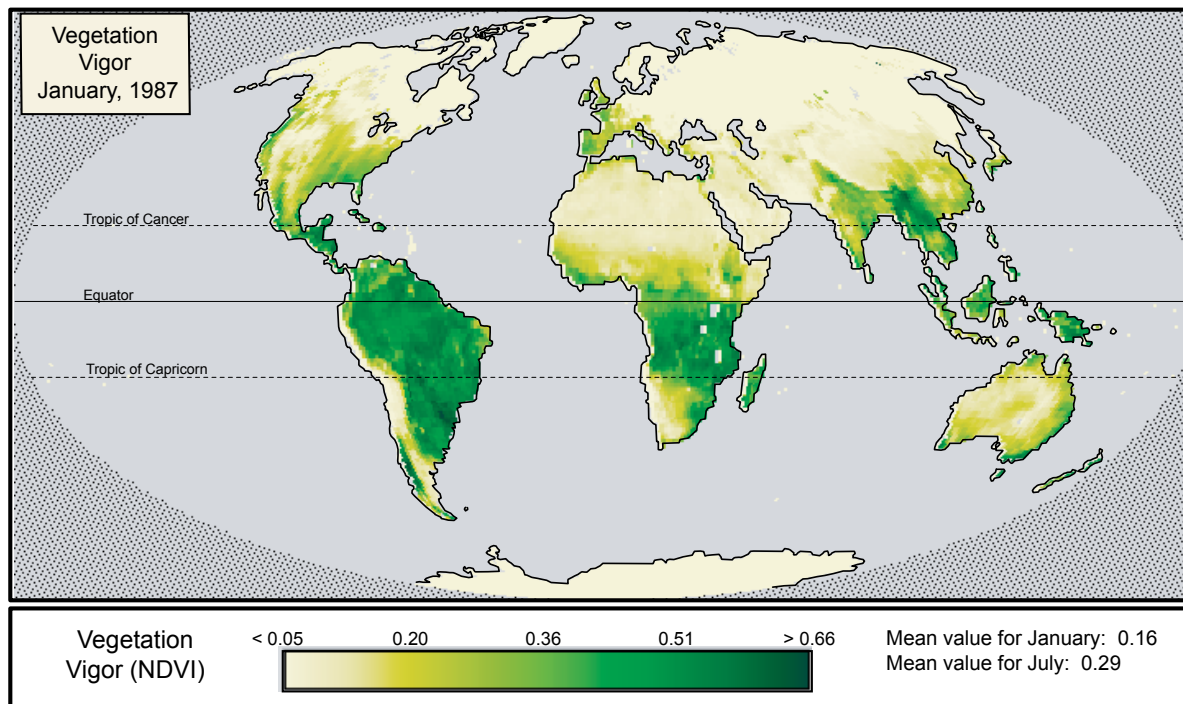 Vegetation
Vigor
January, 1987
Tropic of Cancer
Equator
Tropic of Capricorn
Vegetation
Vigor (NDVI)
< 0.05 0.20 0.36 0.51 > 0.66
Mean value for January: 0.16
Mean value for July: 0.29